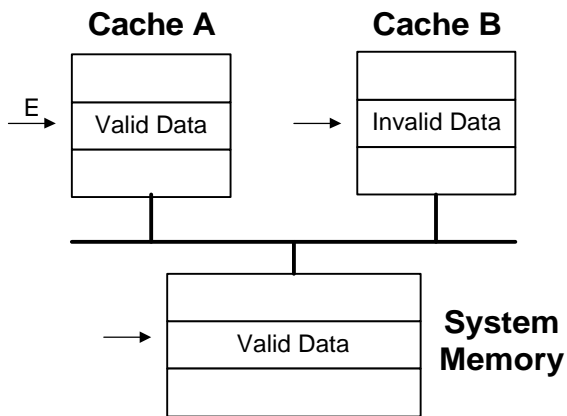 Cache A
Cache B
E
Valid Data
Invalid Data
Valid Data
System
Memory